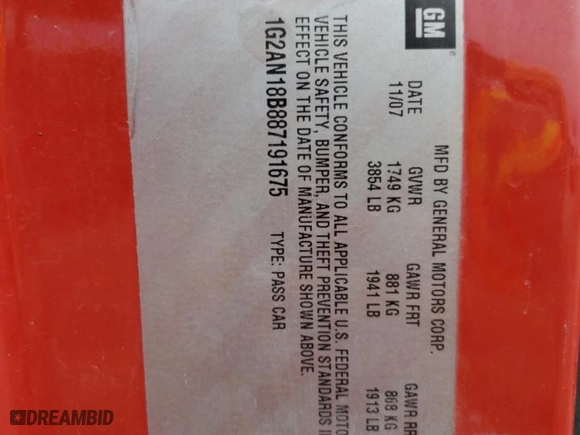 GM
MFD BY GENERAL MOTORS CORP.
DATE GVWR GAWR FRT GAWR RR
11/07 1749 KG 881 KG 868 KG
3854 LB 1941 LB 1913 LB
THIS VEHICLE CONFORMS TO ALL APPLICABLE U.S. FEDERAL MOTO
VEHICLE SAFETY, BUMPER, AND THEFT PREVENTION STANDARDS I
EFFECT ON THE DATE OF MANUFACTURE SHOWN ABOVE.
1G2AN18B887191675 TYPE: PASS CAR
DREAMBID